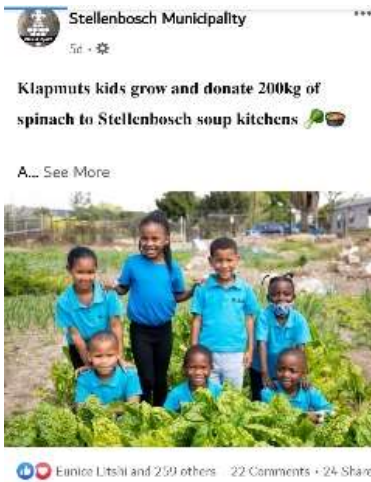 Stellenbosch Municipality
5d
Klapmuts kids grow and donate 200kg of
spinach to Stellenbosch soup kitchens
A... See More
Eunice Litshi and 259 others 22 Comments • 24 Share